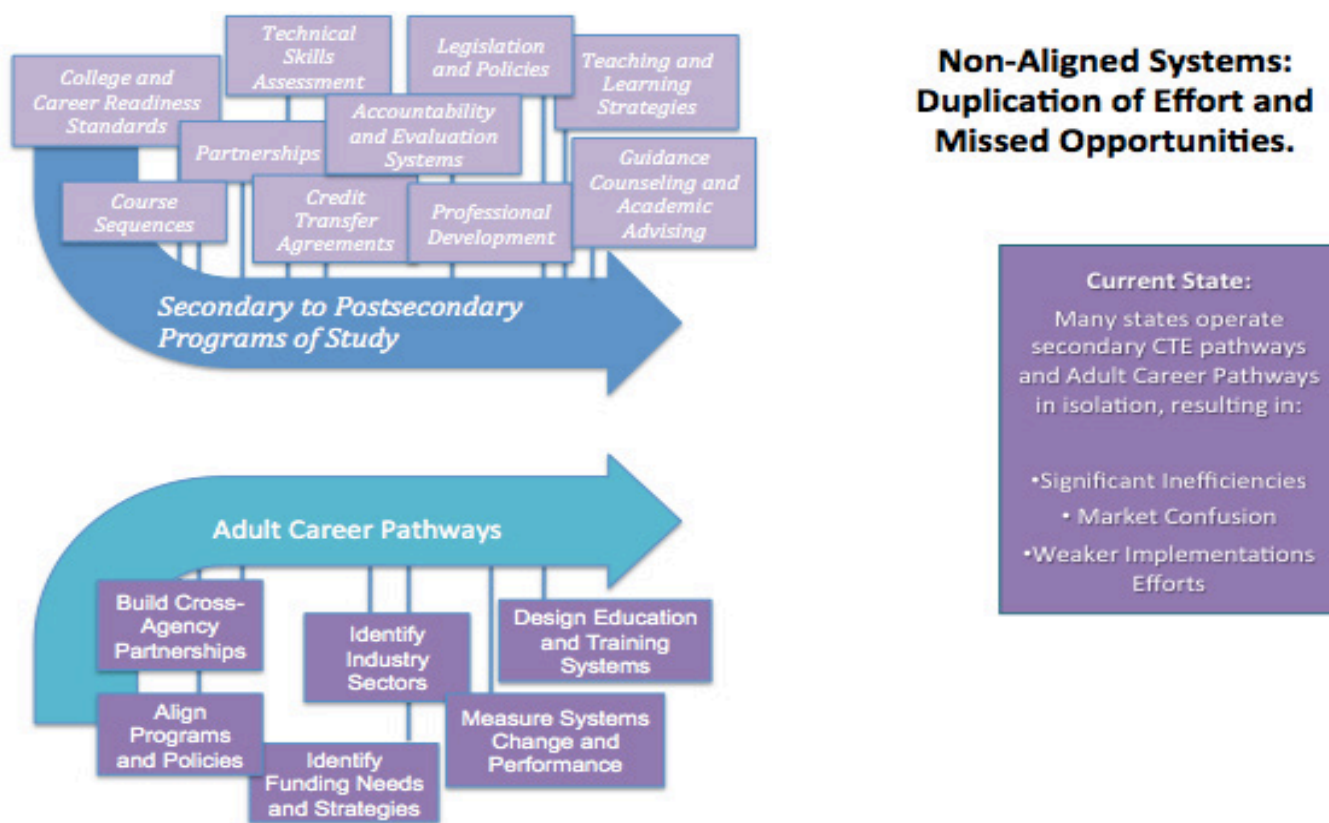 Technical
Skills
Assessment
Legislation
and Policies
Teaching and
Learning
Strategies
College and
Career Readiness
Standards
Accountability
and Evaluation
Systems
Partnerships
Guidance
Counseling and
Academic
Advising
Course
Sequences
Credit
Transfer
Agreements
Professional
Development
Secondary to Postsecondary
Programs of Study
Adult Career Pathways
Build Cross-
Agency
Partnerships
Identify
Industry
Sectors
Design Education
and Training
Systems
Align
Programs
and Policies
Identify
Funding Needs
and Strategies
Measure Systems
Change and
Performance
Non-Aligned Systems:
Duplication of Effort and
Missed Opportunities.
Current State:
Many states operate
secondary CTE pathways
and Adult Career Pathways
in isolation, resulting in:
•Significant Inefficiencies
• Market Confusion
•Weaker Implementations
Efforts